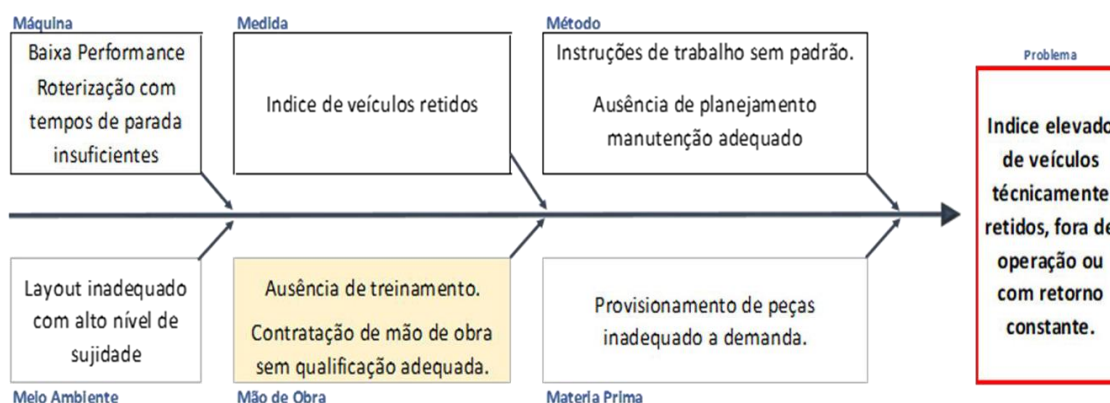 Máquina
Medida
Método
Problema
Baixa Performance
Roterização com
tempos de parada
insuficientes
Indice de veículos retidos
Instruções de trabalho sem padrão.
Ausência de planejamento
manutenção adequado
Indice elevado
de veículos
técnicamente
retidos, fora de
operação ou
com retorno
constante.
Layout inadequado
com alto nível de
sujidade
Ausência de treinamento.
Contratação de mão de obra
sem qualificação adequada.
Provisionamento de peças
inadequado a demanda.
Meio Ambiente
Mão de Obra
Materia Prima